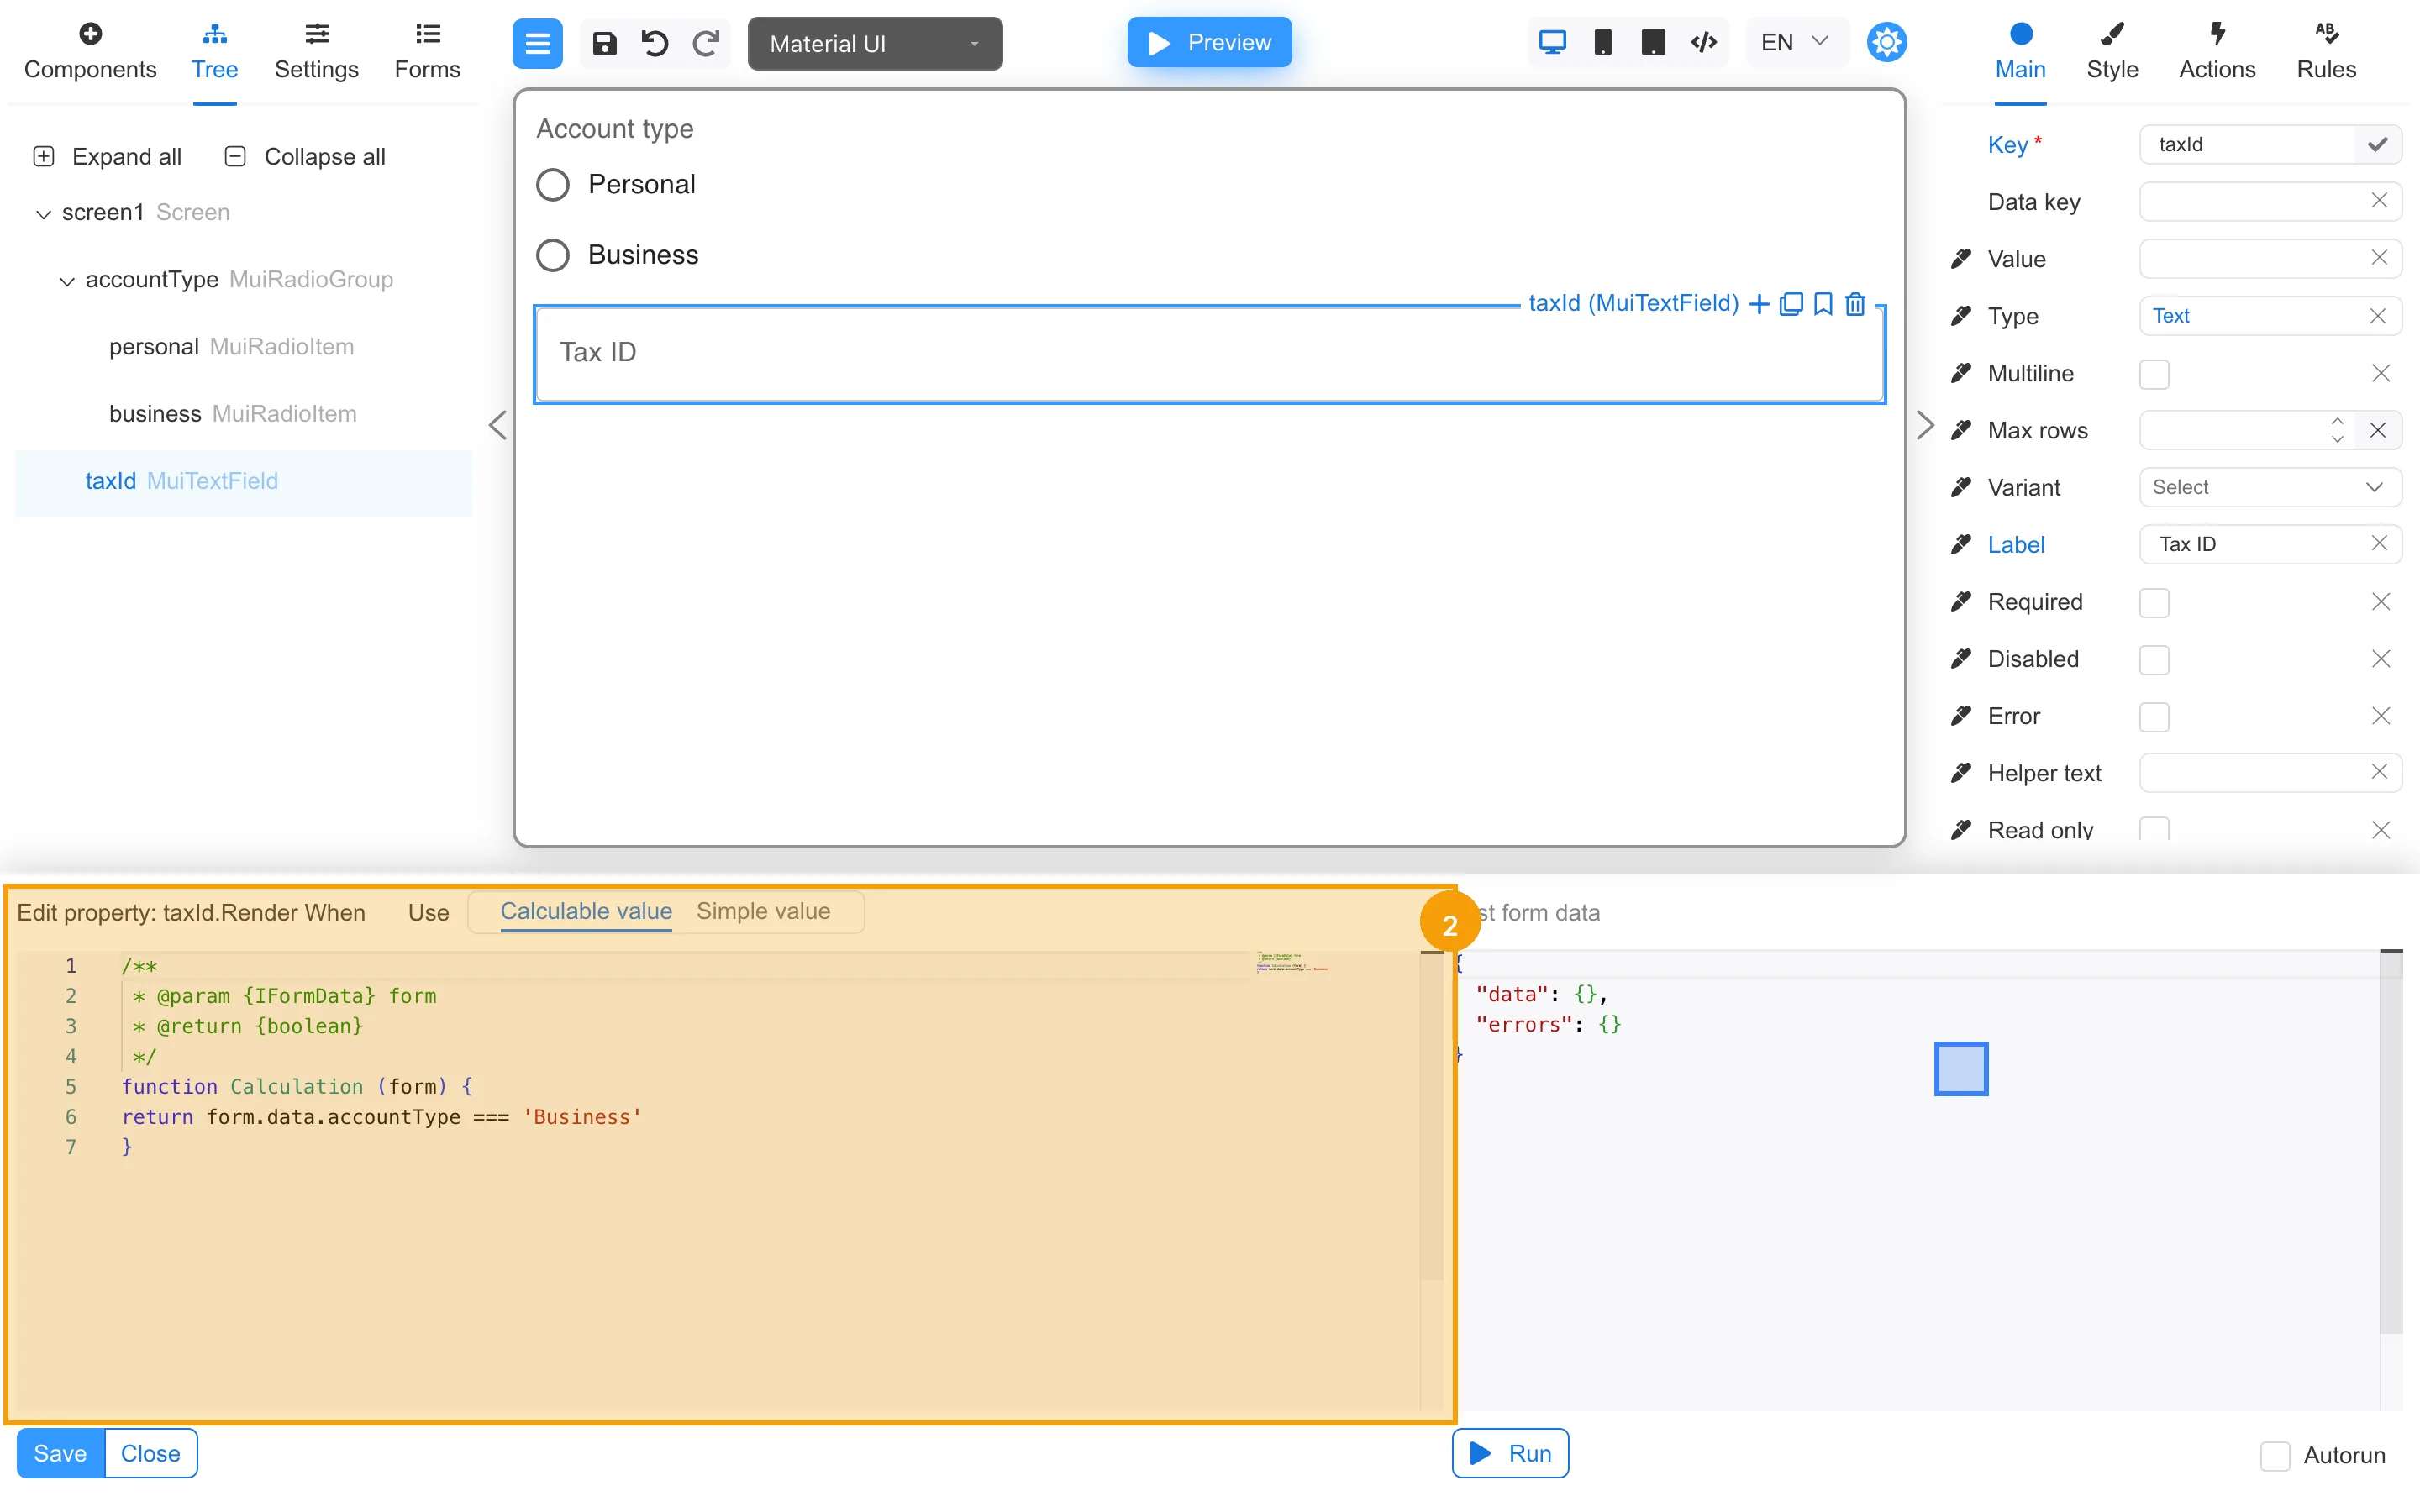 Components
Tree
Settings
Forms
Material UI
Preview
EN
Main
Style
Actions
Rules
Expand all
Collapse all
screen1 Screen
accountType MuiRadioGroup
personal MuiRadioItem
business MuiRadioItem
taxId MuiTextField
Account type
Personal
Business
taxId (MuiTextField)
Tax ID
Key *
taxId
Data key
Value
Type
Text
Multiline
Max rows
Variant
Select
Label
Tax ID
Required
Disabled
Error
Helper text
Read only
Edit property: taxId.Render When
Use
Calculable value
Simple value
2
st form data
1 /**
2 * @param {IFormData} form
3 * @return {boolean}
4 */
5 function Calculation (form) {
6 return form.data.accountType === 'Business'
7 }
{
"data": {},
"errors": {}
}
Save
Close
Run
Autorun